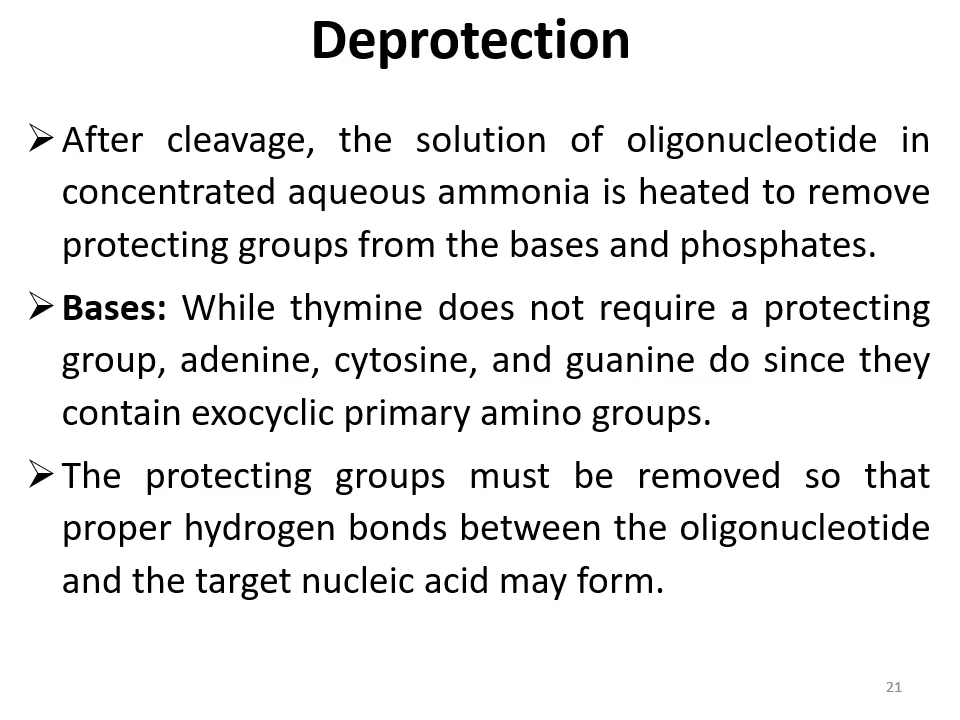 Deprotection
➢ After cleavage, the solution of oligonucleotide in
concentrated aqueous ammonia is heated to remove
protecting groups from the bases and phosphates.
➢ Bases: While thymine does not require a protecting
group, adenine, cytosine, and guanine do since they
contain exocyclic primary amino groups.
➢ The protecting groups must be removed so that
proper hydrogen bonds between the oligonucleotide
and the target nucleic acid may form.
21